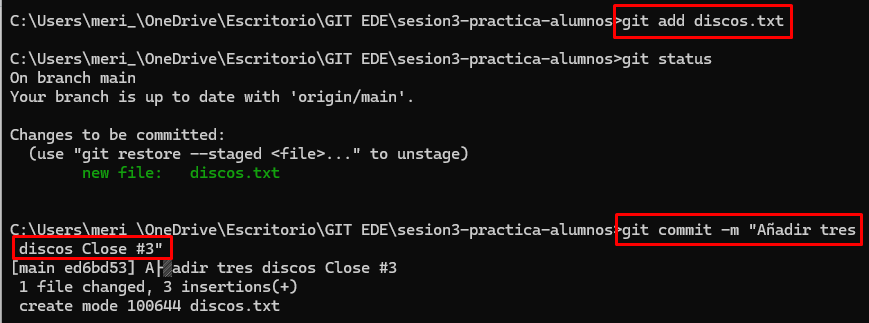 C:\Users\meri_\OneDrive\Escritorio\GIT EDE\sesion3-practica-alumnos>git add discos.txt
C:\Users\meri_\OneDrive\Escritorio\GIT EDE\sesion3-practica-alumnos>git status
On branch main
Your branch is up to date with 'origin/main'.
Changes to be committed:
(use "git restore --staged <file>..." to unstage)
new file: discos.txt
C:\Users\meri_\OneDrive\Escritorio\GIT EDE\sesion3-practica-alumnos>git commit -m "Añadir tres
discos Close #3"
[main ed6bd53] A├▒adir tres discos Close #3
1 file changed, 3 insertions(+)
create mode 100644 discos.txt